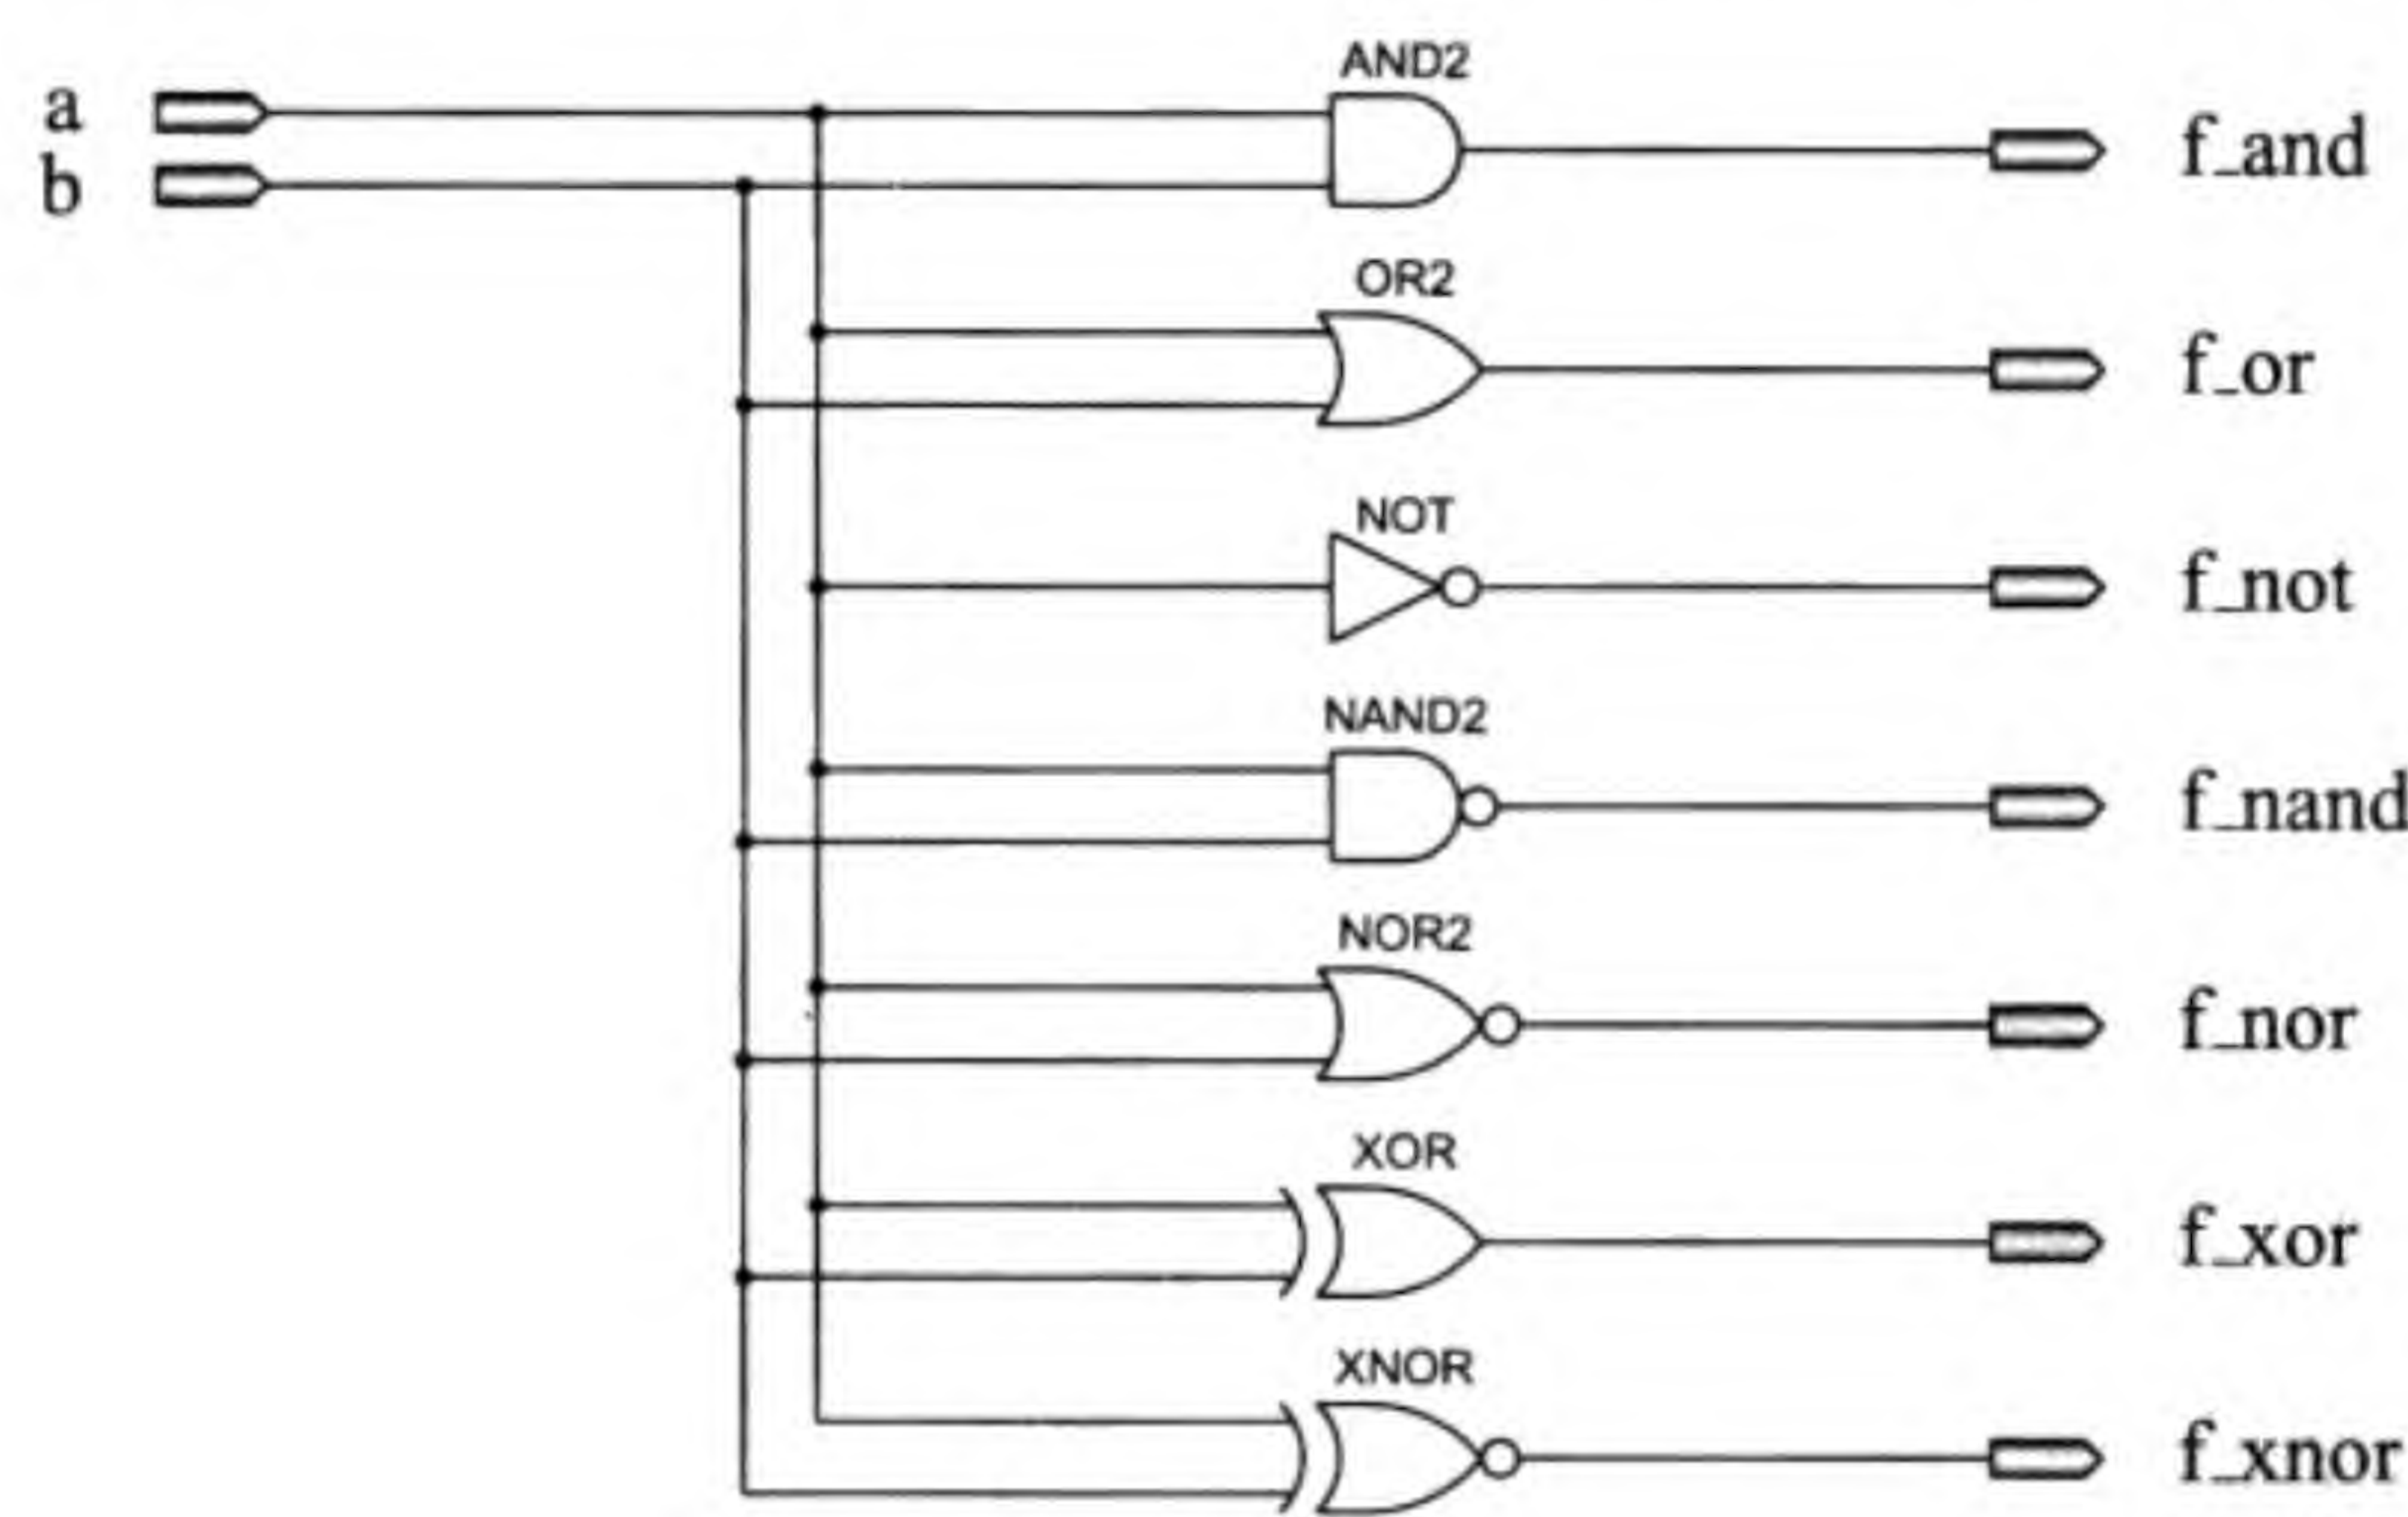 AND2
a
f_and
b
OR2
f_or
NOT
f_not
NAND2
f_nand
NOR2
f_nor
XOR
f_xor
XNOR
f_xnor